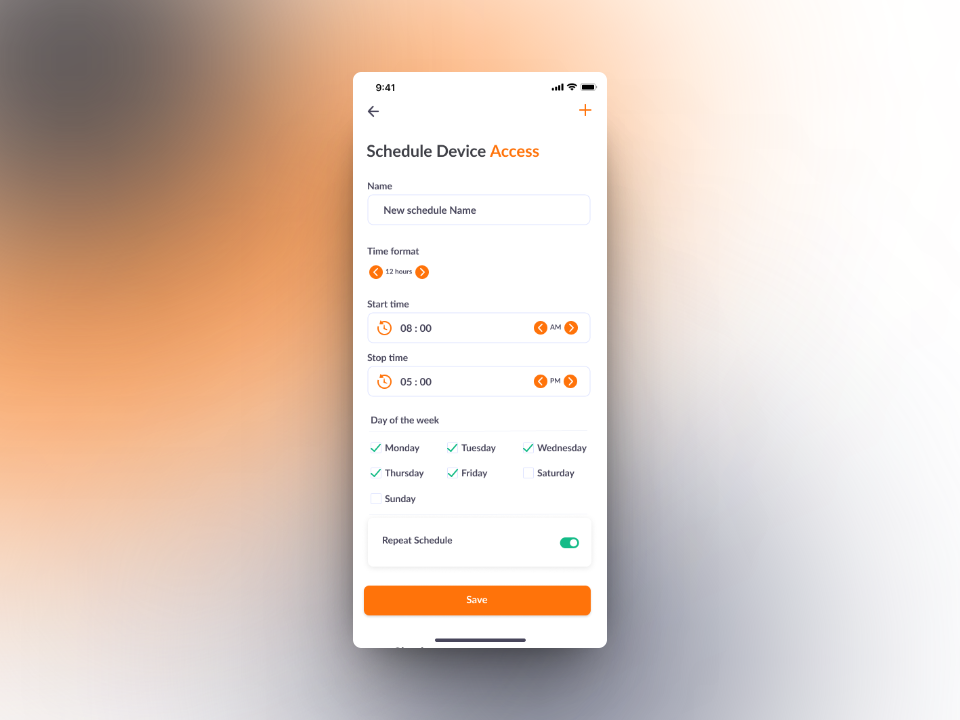 9:41
Schedule Device Access
Name
New schedule Name
Time format
12 hours
Start time
08 : 00 AM
Stop time
05 : 00 PM
Day of the week
Monday Tuesday Wednesday
Thursday Friday Saturday
Sunday
Repeat Schedule
Save